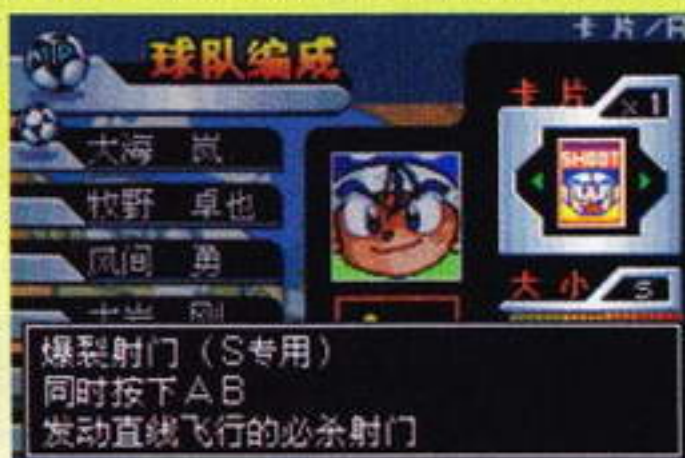 卡片/R
球队编成
卡片 ×1
SHOOT
大海 岚
牧野 卓也
风间 勇
大小 S
爆裂射门（S专用）
同时按下AB
发动直线飞行的必杀射门